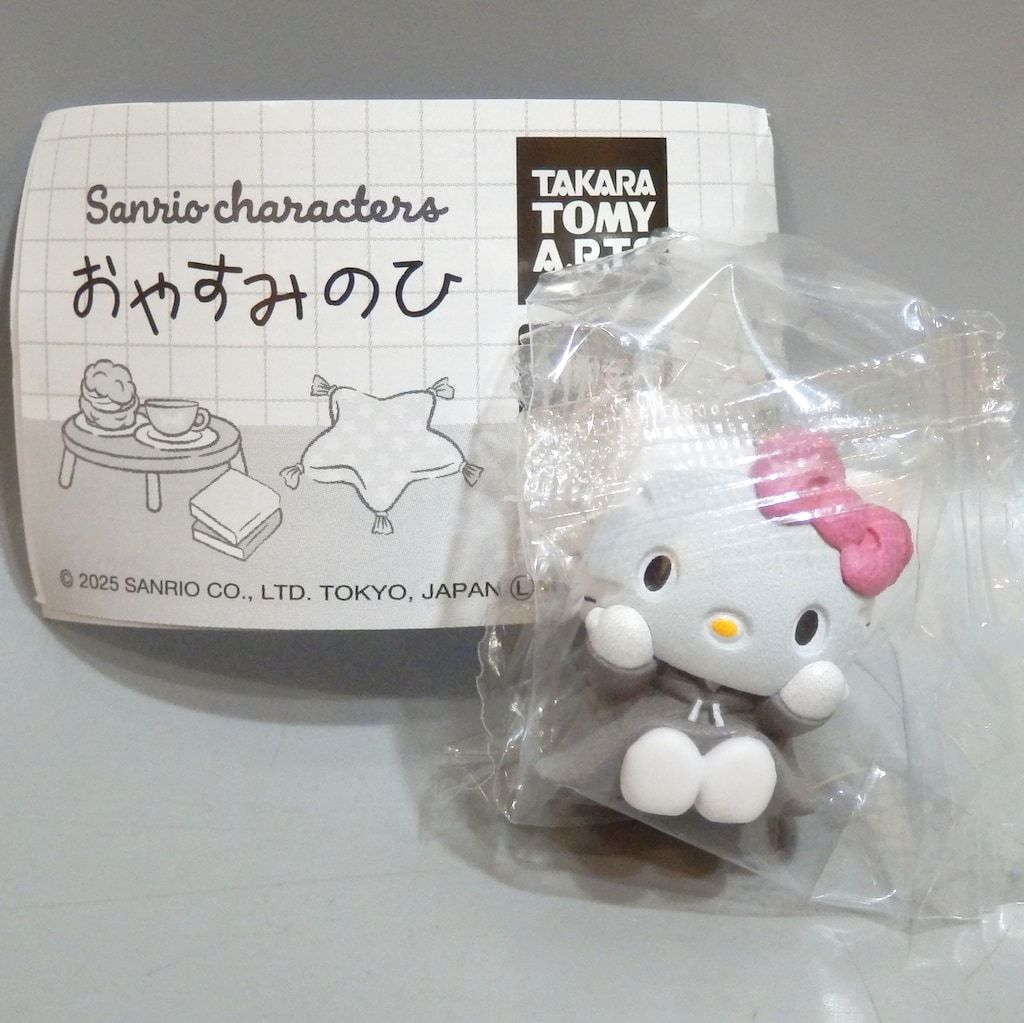 Sanrio characters
おやすみのひ
TAKARA
TOMY
A.R.T.S
© 2025 SANRIO CO., LTD. TOKYO, JAPAN Ⓛ